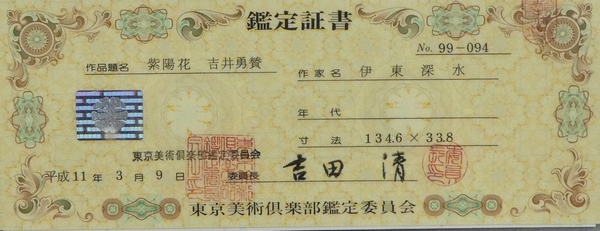 鑑定証書
No. 99-094
作品題名 紫陽花 吉井勇賛
作家名 伊東深水
年代
寸法 134.6 × 33.8
東京美術倶楽部鑑定委員会
平成11年3月9日 委員長 吉田 清
東京美術倶楽部鑑定委員会